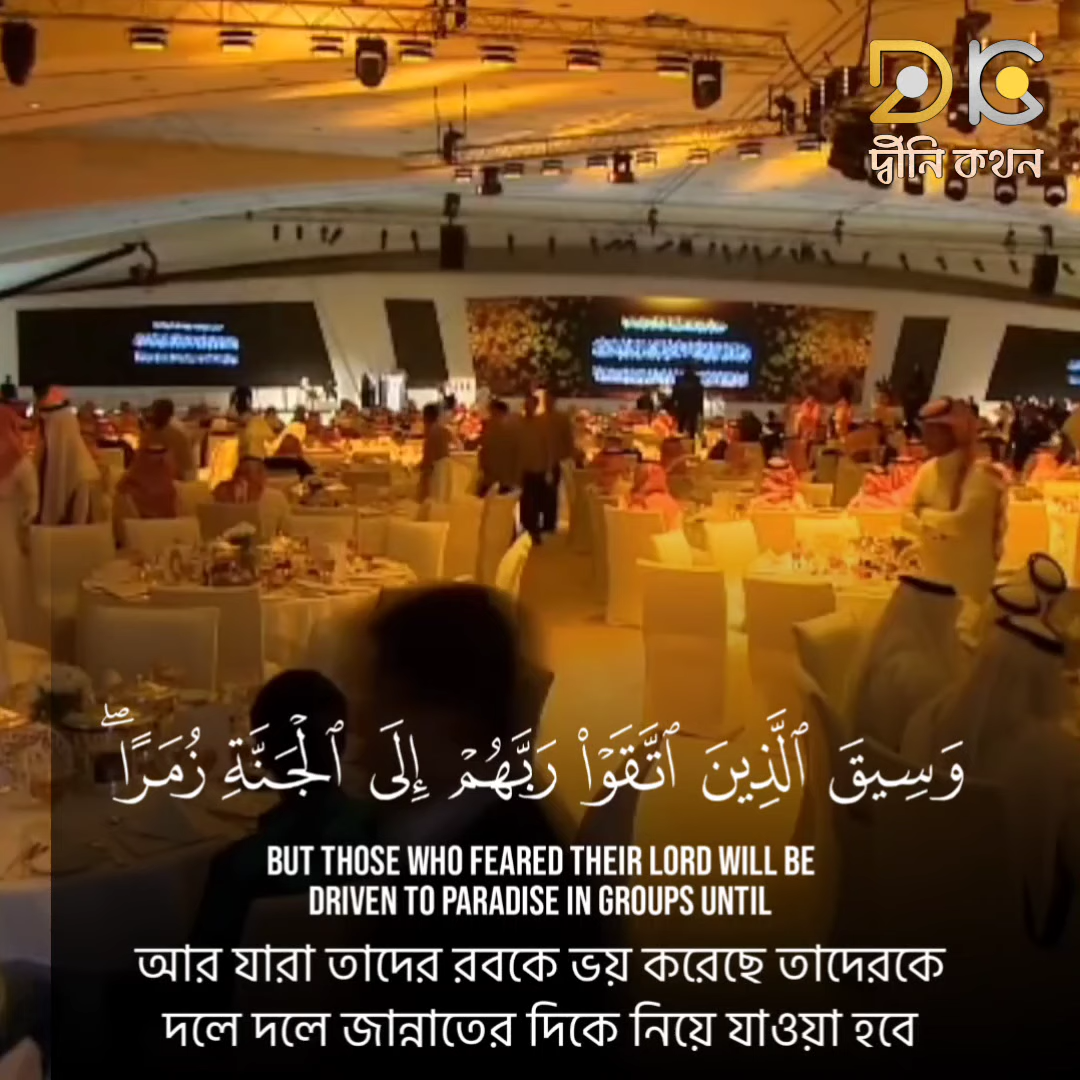 DK
দ্বীনি কথন
وَسِيقَ ٱلَّذِينَ ٱتَّقَوۡاْ رَبَّهُمۡ إِلَى ٱلۡجَنَّةِ زُمَرًاۖ
BUT THOSE WHO FEARED THEIR LORD WILL BE
DRIVEN TO PARADISE IN GROUPS UNTIL
আর যারা তাদের রবকে ভয় করেছে তাদেরকে
দলে দলে জান্নাতের দিকে নিয়ে যাওয়া হবে